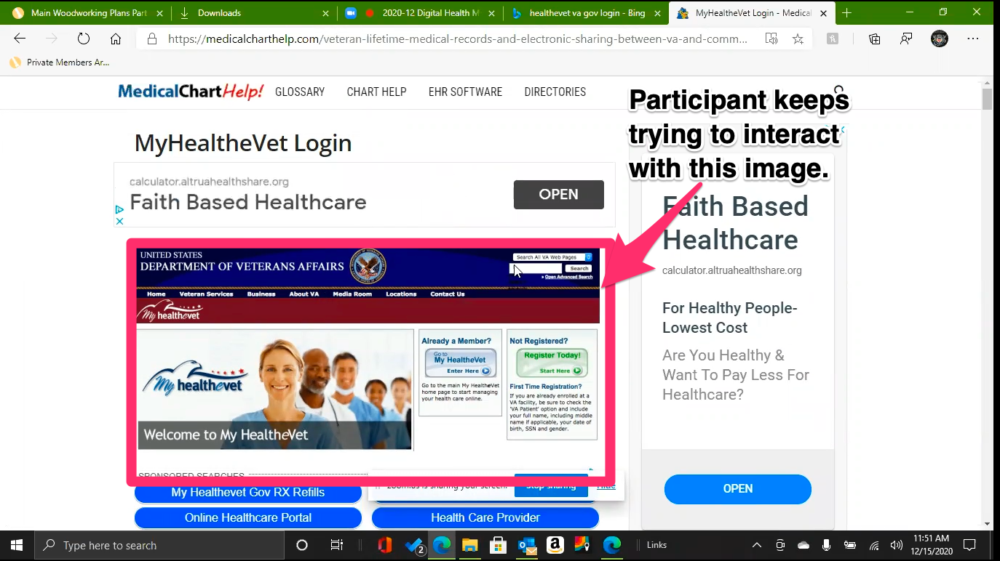 Main Woodworking Plans Part
Downloads
2020-12 Digital Health M
healthevet va gov login - Bing
MyHealtheVet Login - Medical
https://medicalcharthelp.com/veteran-lifetime-medical-records-and-electronic-sharing-between-va-and-comm...
Private Members Ar...
MedicalChartHelp!
GLOSSARY
CHART HELP
EHR SOFTWARE
DIRECTORIES
Participant keeps
trying to interact
with this image.
MyHealtheVet Login
calculator.altruahealthshare.org
Faith Based Healthcare
OPEN
UNITED STATES
DEPARTMENT OF VETERANS AFFAIRS
Search All VA Web Pages
Search
» Open Advanced Search
Home
Veteran Services
Business
About VA
Media Room
Locations
Contact Us
My healthevet
My healthevet
Welcome to My HealtheVet
Already a Member?
Go to
My HealtheVet
Enter Here
Go to the main My HealtheVet
home page to start managing
your health care online.
Not Registered?
Register Today!
Start Here
First Time Registration?
If you are already enrolled at a
VA facility, be sure to check the
'VA Patient' option and include
your full name, including middle
name if applicable, your date of
birth, SSN and gender.
SPONSORED SEARCHES
My Healthevet Gov RX Refills
Online Healthcare Portal
Health Care Provider
is sharing your screen.
Stop sharing
Hide
Faith Based
Healthcare
calculator.altruahealthshare.org
For Healthy People-
Lowest Cost
Are You Healthy &
Want To Pay Less For
Healthcare?
OPEN
Type here to search
2
Links
11:51 AM
12/15/2020